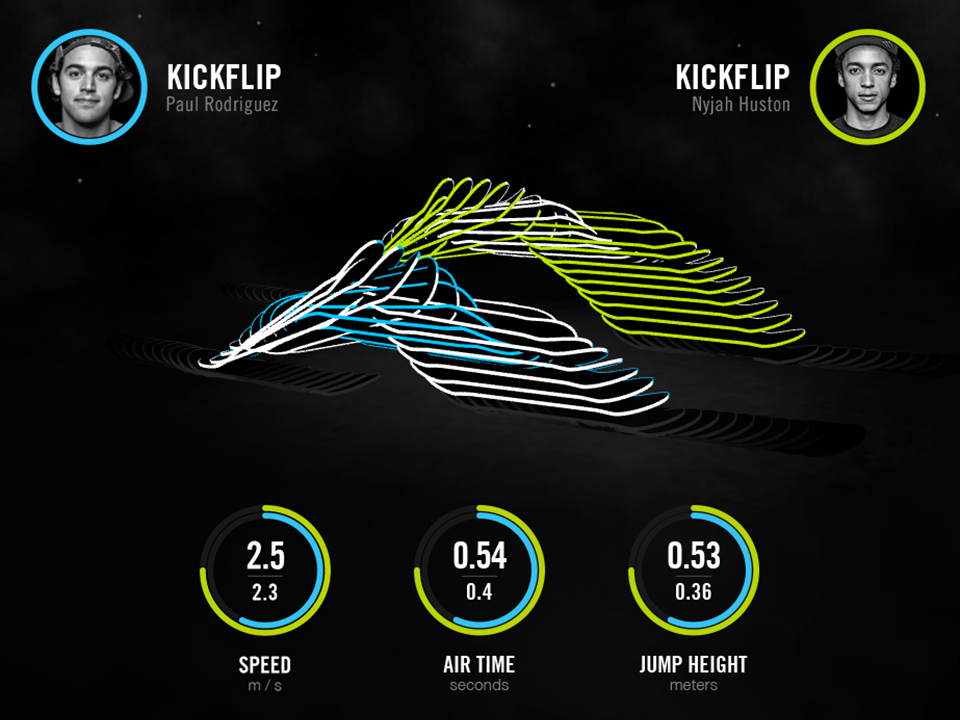 KICKFLIP
Paul Rodriguez
KICKFLIP
Nyjah Huston
2.5
2.3
SPEED
m / s
0.54
0.4
AIR TIME
seconds
0.53
0.36
JUMP HEIGHT
meters